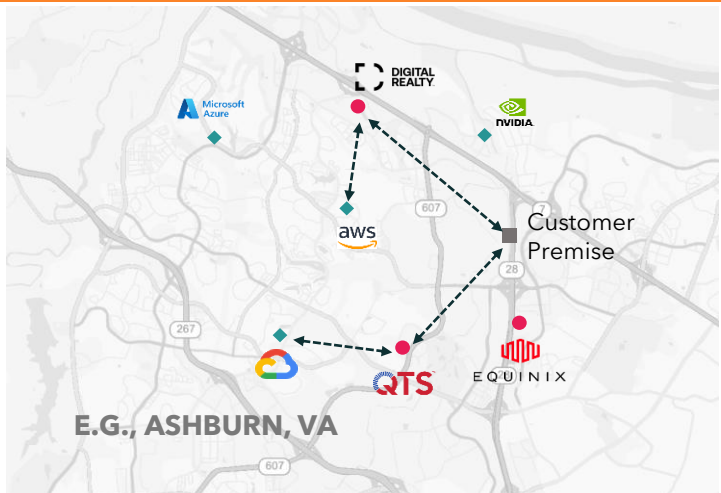 DIGITAL
REALTY
Microsoft
Azure
NVIDIA
7
607
aws
Customer
Premise
28
267
QTS
EQUINIX
E.G., ASHBURN, VA
607